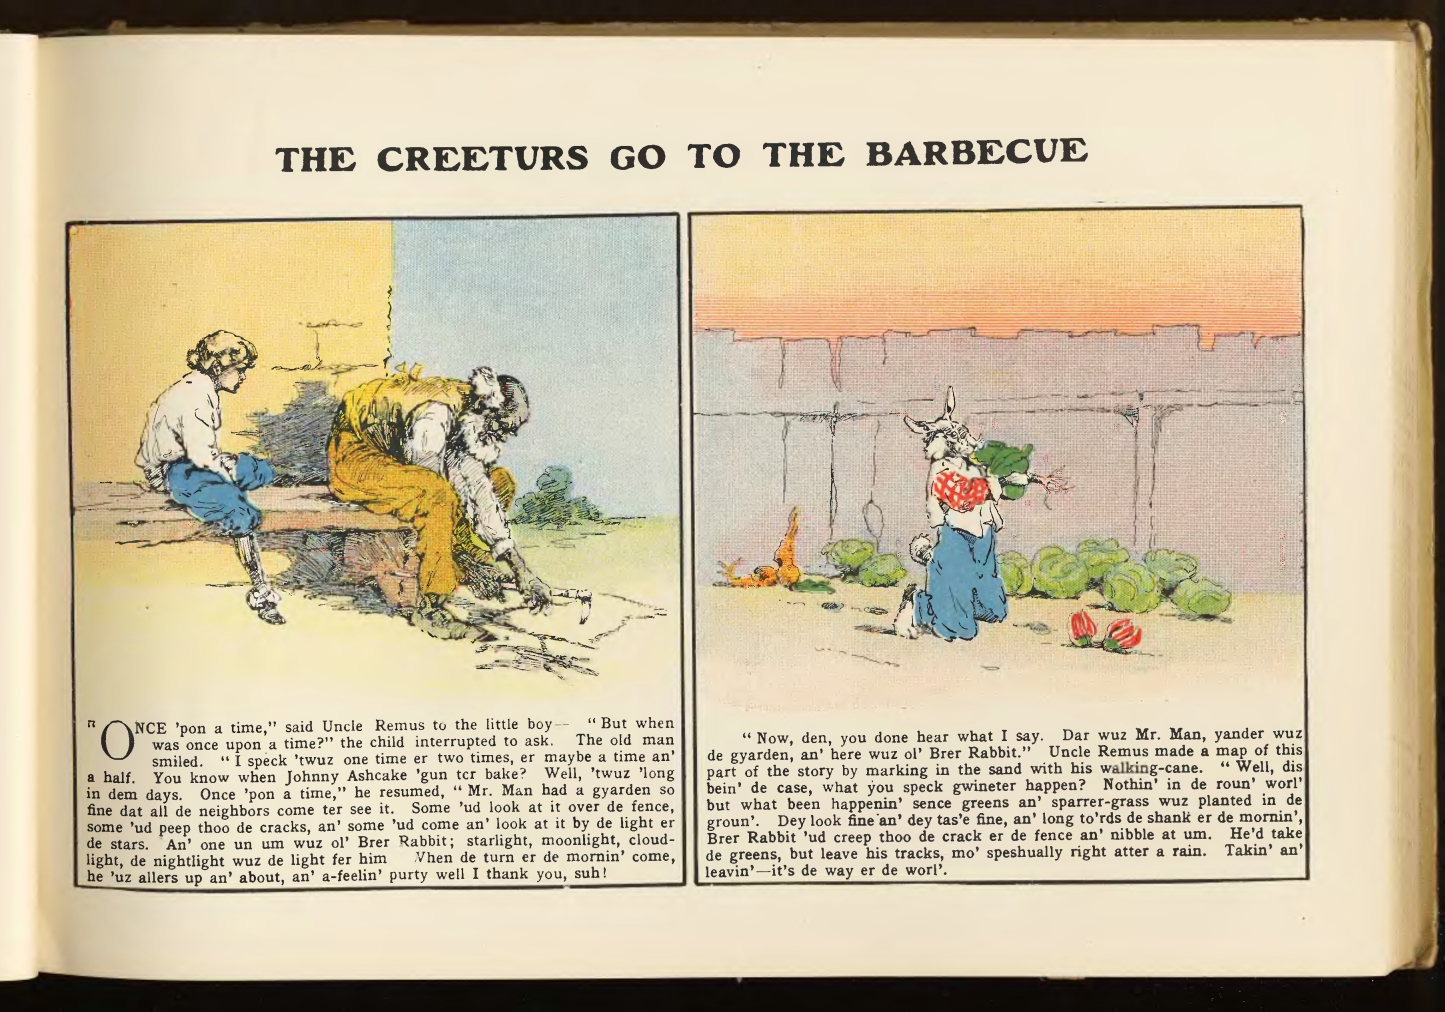 THE CREETURS GO TO THE BARBECUE
"ONCE 'pon a time," said Uncle Remus to the little boy— "But when
was once upon a time?" the child interrupted to ask. The old man
smiled. "I speck 'twuz one time er two times, er maybe a time an'
a half. You know when Johnny Ashcake 'gun ter bake? Well, 'twuz 'long
in dem days. Once 'pon a time," he resumed, "Mr. Man had a gyarden so
fine dat all de neighbors come ter see it. Some 'ud look at it over de fence,
some 'ud peep thoo de cracks, an' some 'ud come an' look at it by de light er
de stars. An' one un um wuz ol' Brer Rabbit; starlight, moonlight, cloud-
light, de nightlight wuz de light fer him When de turn er de mornin' come,
he 'uz allers up an' about, an' a-feelin' purty well I thank you, suh!
"Now, den, you done hear what I say. Dar wuz Mr. Man, yander wuz
de gyarden, an' here wuz ol' Brer Rabbit." Uncle Remus made a map of this
part of the story by marking in the sand with his walking-cane. "Well, dis
bein' de case, what you speck gwineter happen? Nothin' in de roun' worl'
but what been happenin' sence greens an' sparrer-grass wuz planted in de
groun'. Dey look fine an' dey tas'e fine, an' long to'rds de shank er de mornin',
Brer Rabbit 'ud creep thoo de crack er de fence an' nibble at um. He'd take
de greens, but leave his tracks, mo' speshually right atter a rain. Takin' an'
leavin'—it's de way er de worl'.